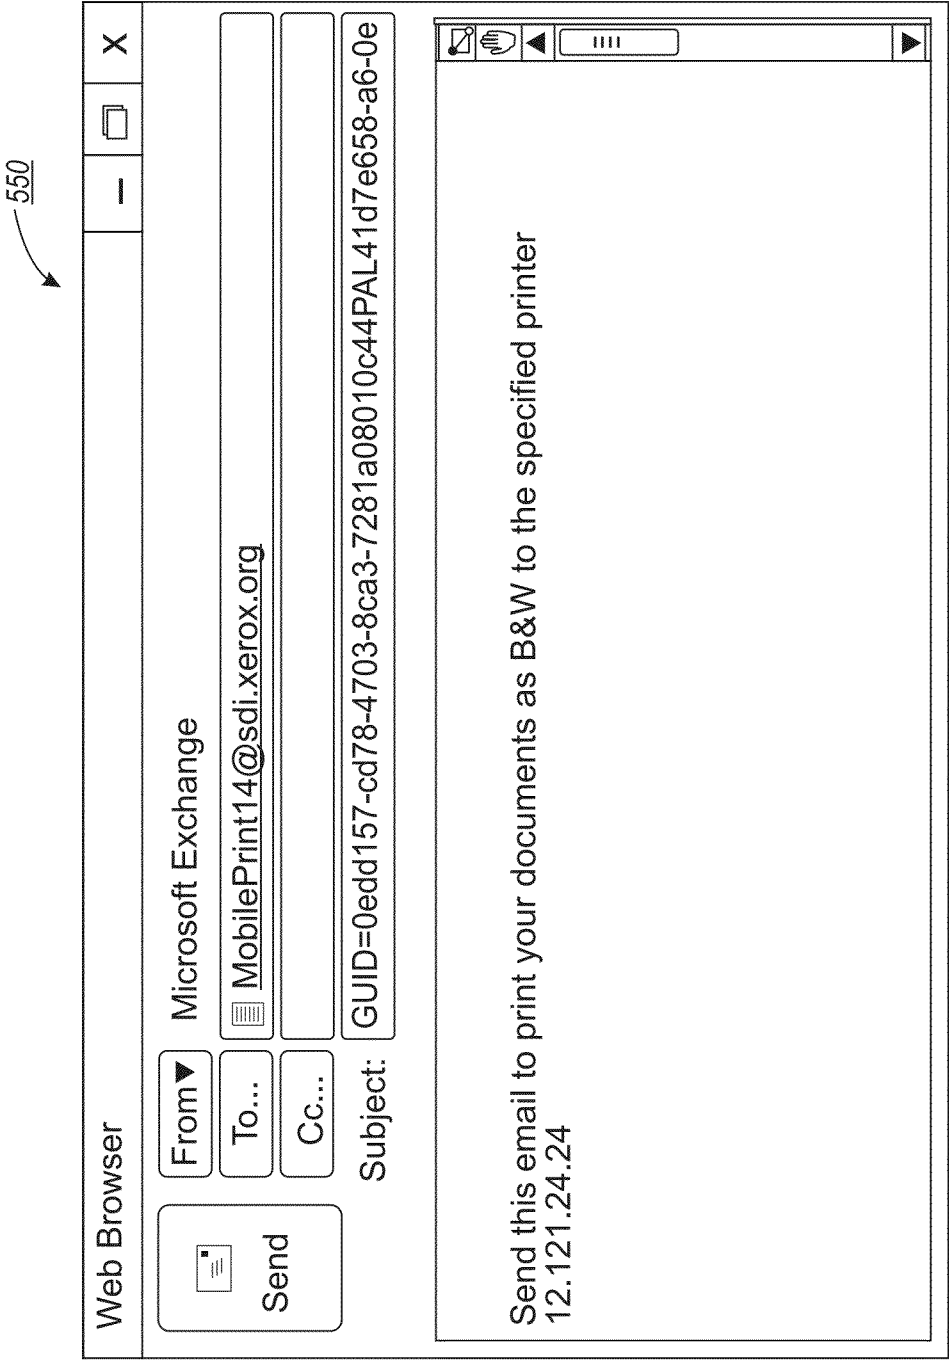 550
Web Browser
X
Send
From
Microsoft Exchange
To...
MobilePrint14@sdi.xerox.org
Cc...
Subject:
GUID=0edd157-cd78-4703-8ca3-7281a08010c44PAL41d7e658-a6-0e
Send this email to print your documents as B&W to the specified printer
12.121.24.24